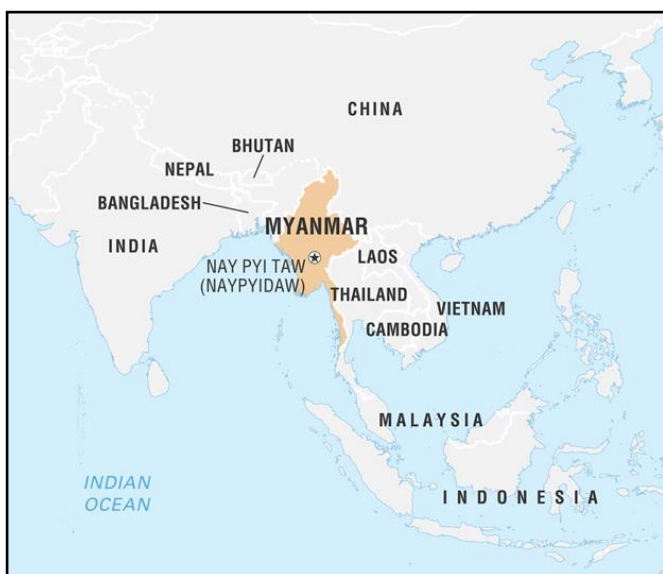 CHINA
BHUTAN
NEPAL
BANGLADESH
MYANMAR
INDIA
LAOS
NAY PYI TAW
(NAYPYIDAW)
THAILAND
VIETNAM
CAMBODIA
MALAYSIA
INDIAN
OCEAN
INDONESIA